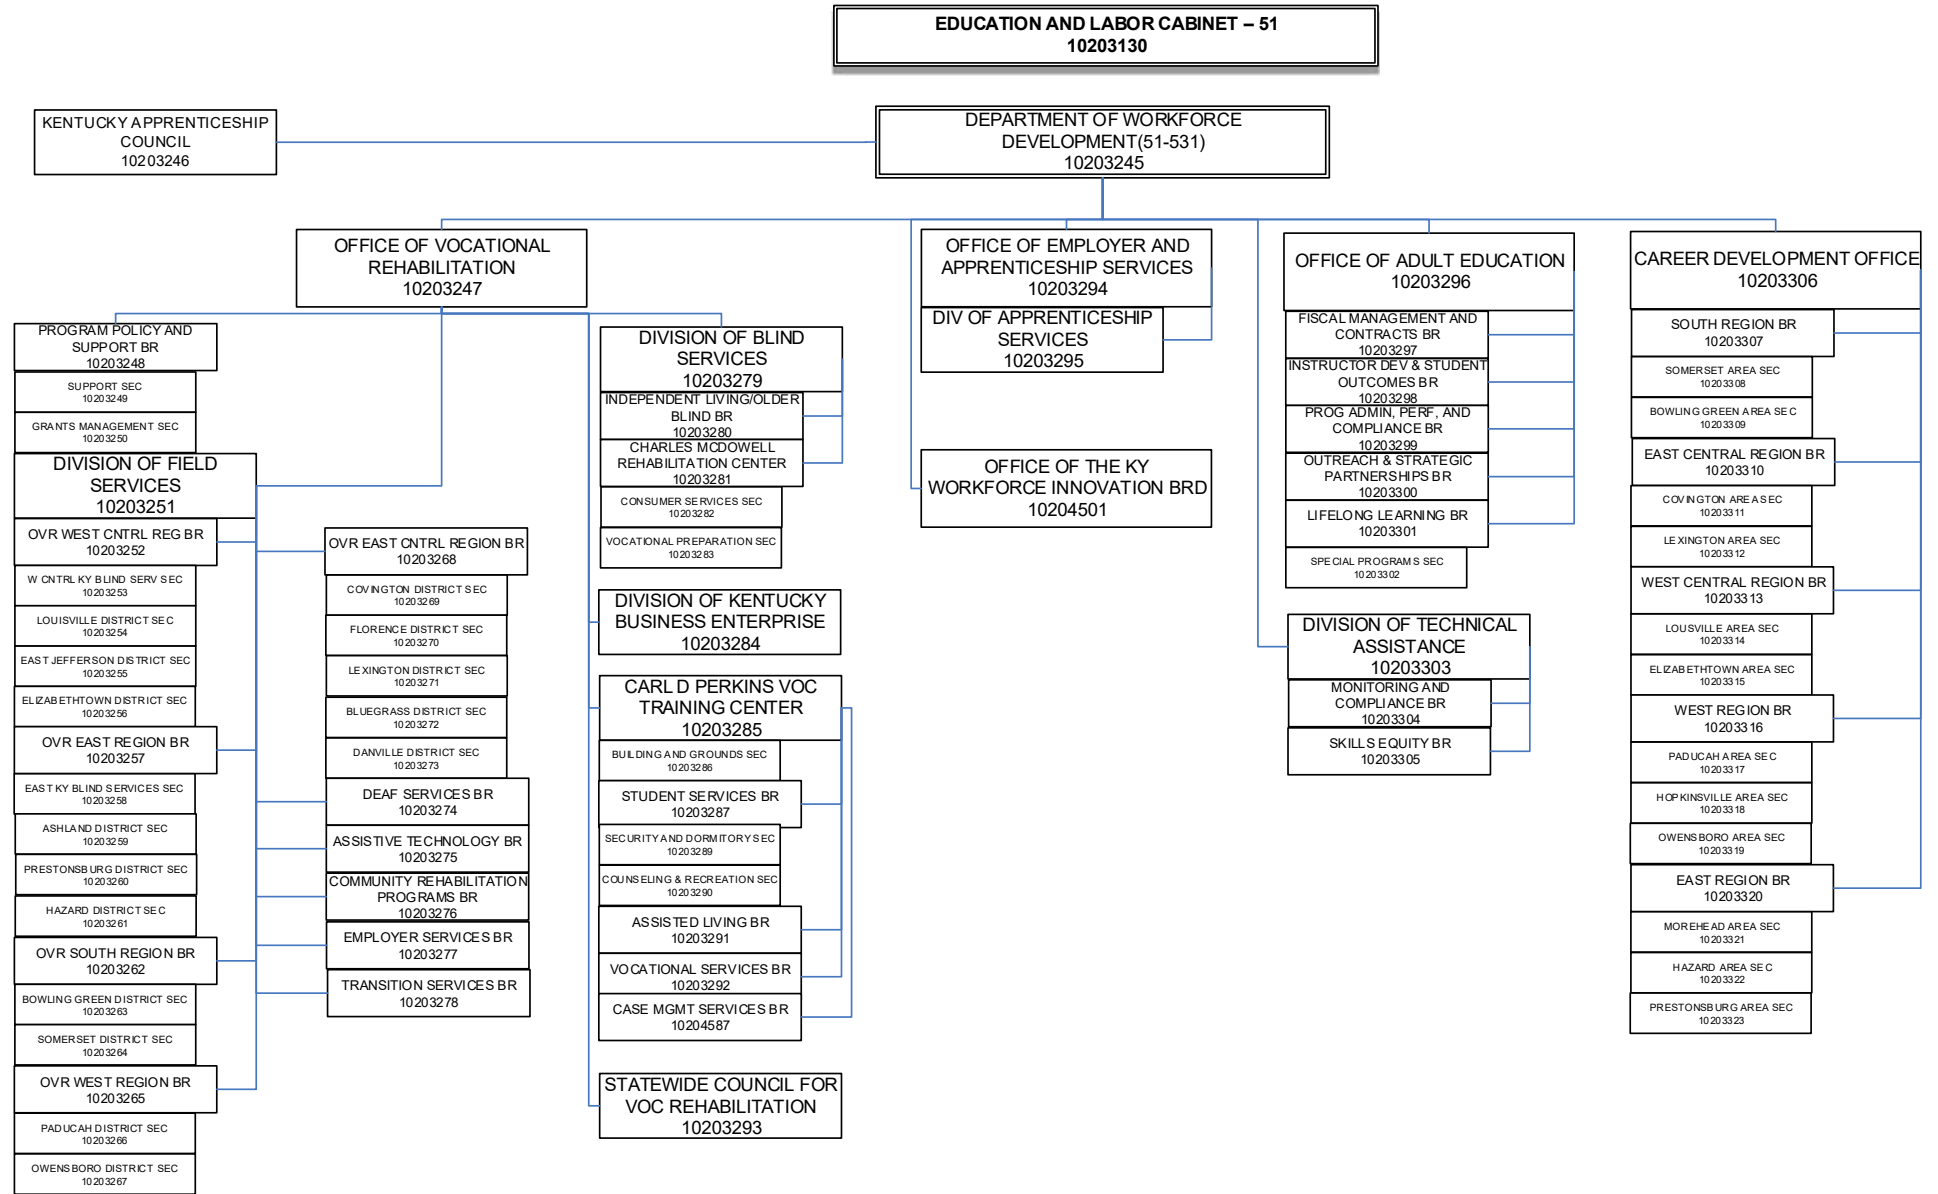 EDUCATION AND LABOR CABINET – 51
10203130
KENTUCKY APPRENTICESHIP
COUNCIL
10203246
DEPARTMENT OF WORKFORCE
DEVELOPMENT(51-531)
10203245
OFFICE OF VOCATIONAL
REHABILITATION
10203247
PROGRAM POLICY AND
SUPPORT BR
10203248
SUPPORT SEC
10203249
GRANTS MANAGEMENT SEC
10203250
DIVISION OF FIELD
SERVICES
10203251
OVR WEST CNTRL REG BR
10203252
W CNTRL KY BLIND SERV SEC
10203253
LOUISVILLE DISTRICT SEC
10203254
EAST JEFFERSON DISTRICT SEC
10203255
ELIZABETHTOWN DISTRICT SEC
10203256
OVR EAST REGION BR
10203257
EAST KY BLIND SERVICES SEC
10203258
ASHLAND DISTRICT SEC
10203259
PRESTONSBURG DISTRICT SEC
10203260
HAZARD DISTRICT SEC
10203261
OVR SOUTH REGION BR
10203262
BOWLING GREEN DISTRICT SEC
10203263
SOMERSET DISTRICT SEC
10203264
OVR WEST REGION BR
10203265
PADUCAH DISTRICT SEC
10203266
OWENSBORO DISTRICT SEC
10203267
OVR EAST CNTRL REGION BR
10203268
COVINGTON DISTRICT SEC
10203269
FLORENCE DISTRICT SEC
10203270
LEXINGTON DISTRICT SEC
10203271
BLUEGRASS DISTRICT SEC
10203272
DANVILLE DISTRICT SEC
10203273
DEAF SERVICES BR
10203274
ASSISTIVE TECHNOLOGY BR
10203275
COMMUNITY REHABILITATION
PROGRAMS BR
10203276
EMPLOYER SERVICES BR
10203277
TRANSITION SERVICES BR
10203278
DIVISION OF BLIND
SERVICES
10203279
INDEPENDENT LIVING/OLDER
BLIND BR
10203280
CHARLES MCDOWELL
REHABILITATION CENTER
10203281
CONSUMER SERVICES SEC
10203282
VOCATIONAL PREPARATION SEC
10203283
DIVISION OF KENTUCKY
BUSINESS ENTERPRISE
10203284
CARL D PERKINS VOC
TRAINING CENTER
10203285
BUILDING AND GROUNDS SEC
10203286
STUDENT SERVICES BR
10203287
SECURITY AND DORMITORY SEC
10203289
COUNSELING & RECREATION SEC
10203290
ASSISTED LIVING BR
10203291
VOCATIONAL SERVICES BR
10203292
CASE MGMT SERVICES BR
10204587
STATEWIDE COUNCIL FOR
VOC REHABILITATION
10203293
OFFICE OF EMPLOYER AND
APPRENTICESHIP SERVICES
10203294
DIV OF APPRENTICESHIP
SERVICES
10203295
OFFICE OF THE KY
WORKFORCE INNOVATION BRD
10204501
OFFICE OF ADULT EDUCATION
10203296
FISCAL MANAGEMENT AND
CONTRACTS BR
10203297
INSTRUCTOR DEV & STUDENT
OUTCOMES BR
10203298
PROG ADMIN, PERF, AND
COMPLIANCE BR
10203299
OUTREACH & STRATEGIC
PARTNERSHIPS BR
10203300
LIFELONG LEARNING BR
10203301
SPECIAL PROGRAMS SEC
10203302
DIVISION OF TECHNICAL
ASSISTANCE
10203303
MONITORING AND
COMPLIANCE BR
10203304
SKILLS EQUITY BR
10203305
CAREER DEVELOPMENT OFFICE
10203306
SOUTH REGION BR
10203307
SOMERSET AREA SEC
10203308
BOWLING GREEN AREA SEC
10203309
EAST CENTRAL REGION BR
10203310
COVINGTON AREA SEC
10203311
LEXINGTON AREA SEC
10203312
WEST CENTRAL REGION BR
10203313
LOUSVILLE AREA SEC
10203314
ELIZABETHTOWN AREA SEC
10203315
WEST REGION BR
10203316
PADUCAH AREA SEC
10203317
HOPKINSVILLE AREA SEC
10203318
OWENSBORO AREA SEC
10203319
EAST REGION BR
10203320
MOREHEAD AREA SEC
10203321
HAZARD AREA SEC
10203322
PRESTONSBURG AREA SEC
10203323